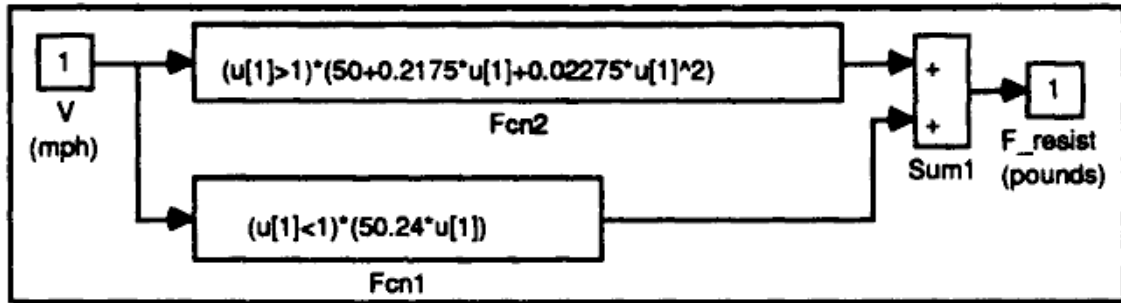 1
V
(mph)
(u[1]>1)*(50+0.2175*u[1]+0.02275*u[1]^2)
Fcn2
(u[1]<1)*(50.24*u[1])
Fcn1
+
+
Sum1
1
F_resist
(pounds)